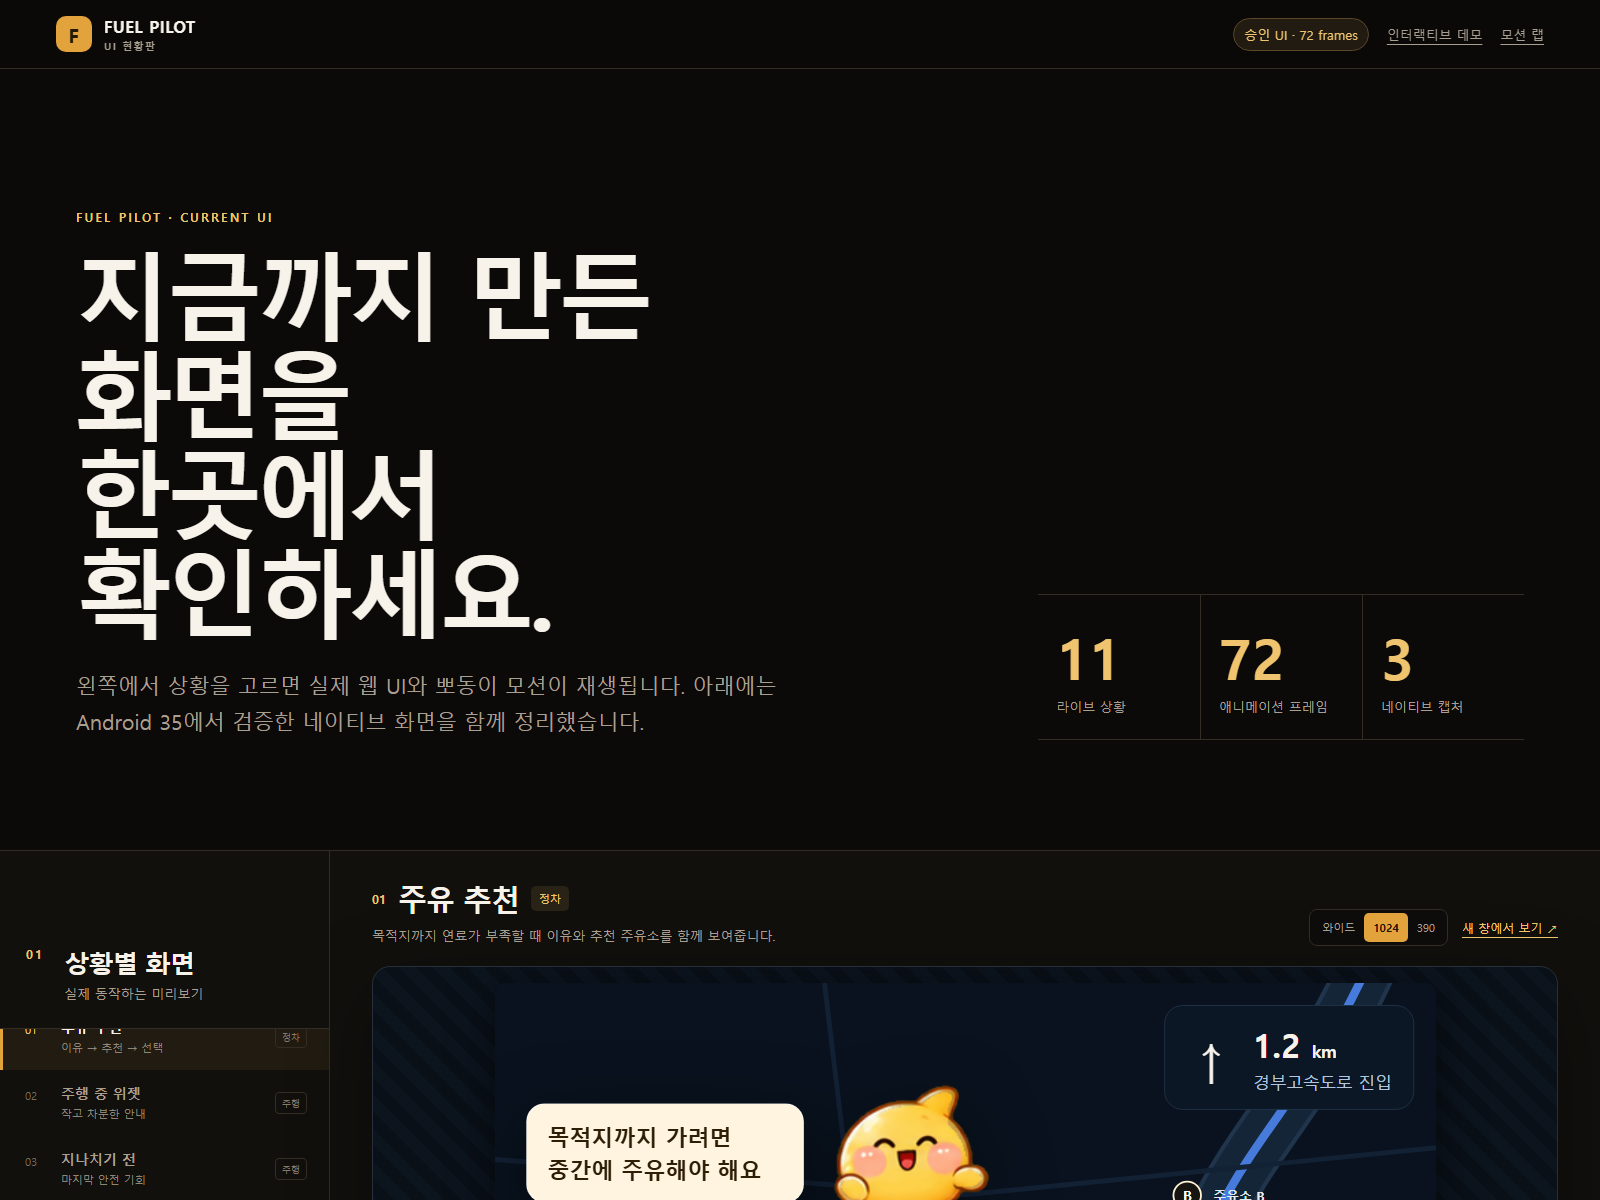 F
FUEL PILOT
UI 현황판
승인 UI · 72 frames
인터랙티브 데모
모션 랩
FUEL PILOT · CURRENT UI
지금까지 만든
화면을
한곳에서
확인하세요.
왼쪽에서 상황을 고르면 실제 웹 UI와 뽀동이 모션이 재생됩니다. 아래에는
Android 35에서 검증한 네이티브 화면을 함께 정리했습니다.
11
라이브 상황
72
애니메이션 프레임
3
네이티브 캡처
01
상황별 화면
실제 동작하는 미리보기
이유 → 추천 → 선택
정차
02
주행 중 위젯
작고 차분한 안내
주행
03
지나치기 전
마지막 안전 기회
주행
01 주유 추천 정차
목적지까지 연료가 부족할 때 이유와 추천 주유소를 함께 보여줍니다.
와이드 1024 390
새 창에서 보기 ↗
↑
1.2 km
경부고속도로 진입
목적지까지 가려면
중간에 주유해야 해요
B 주유소 B